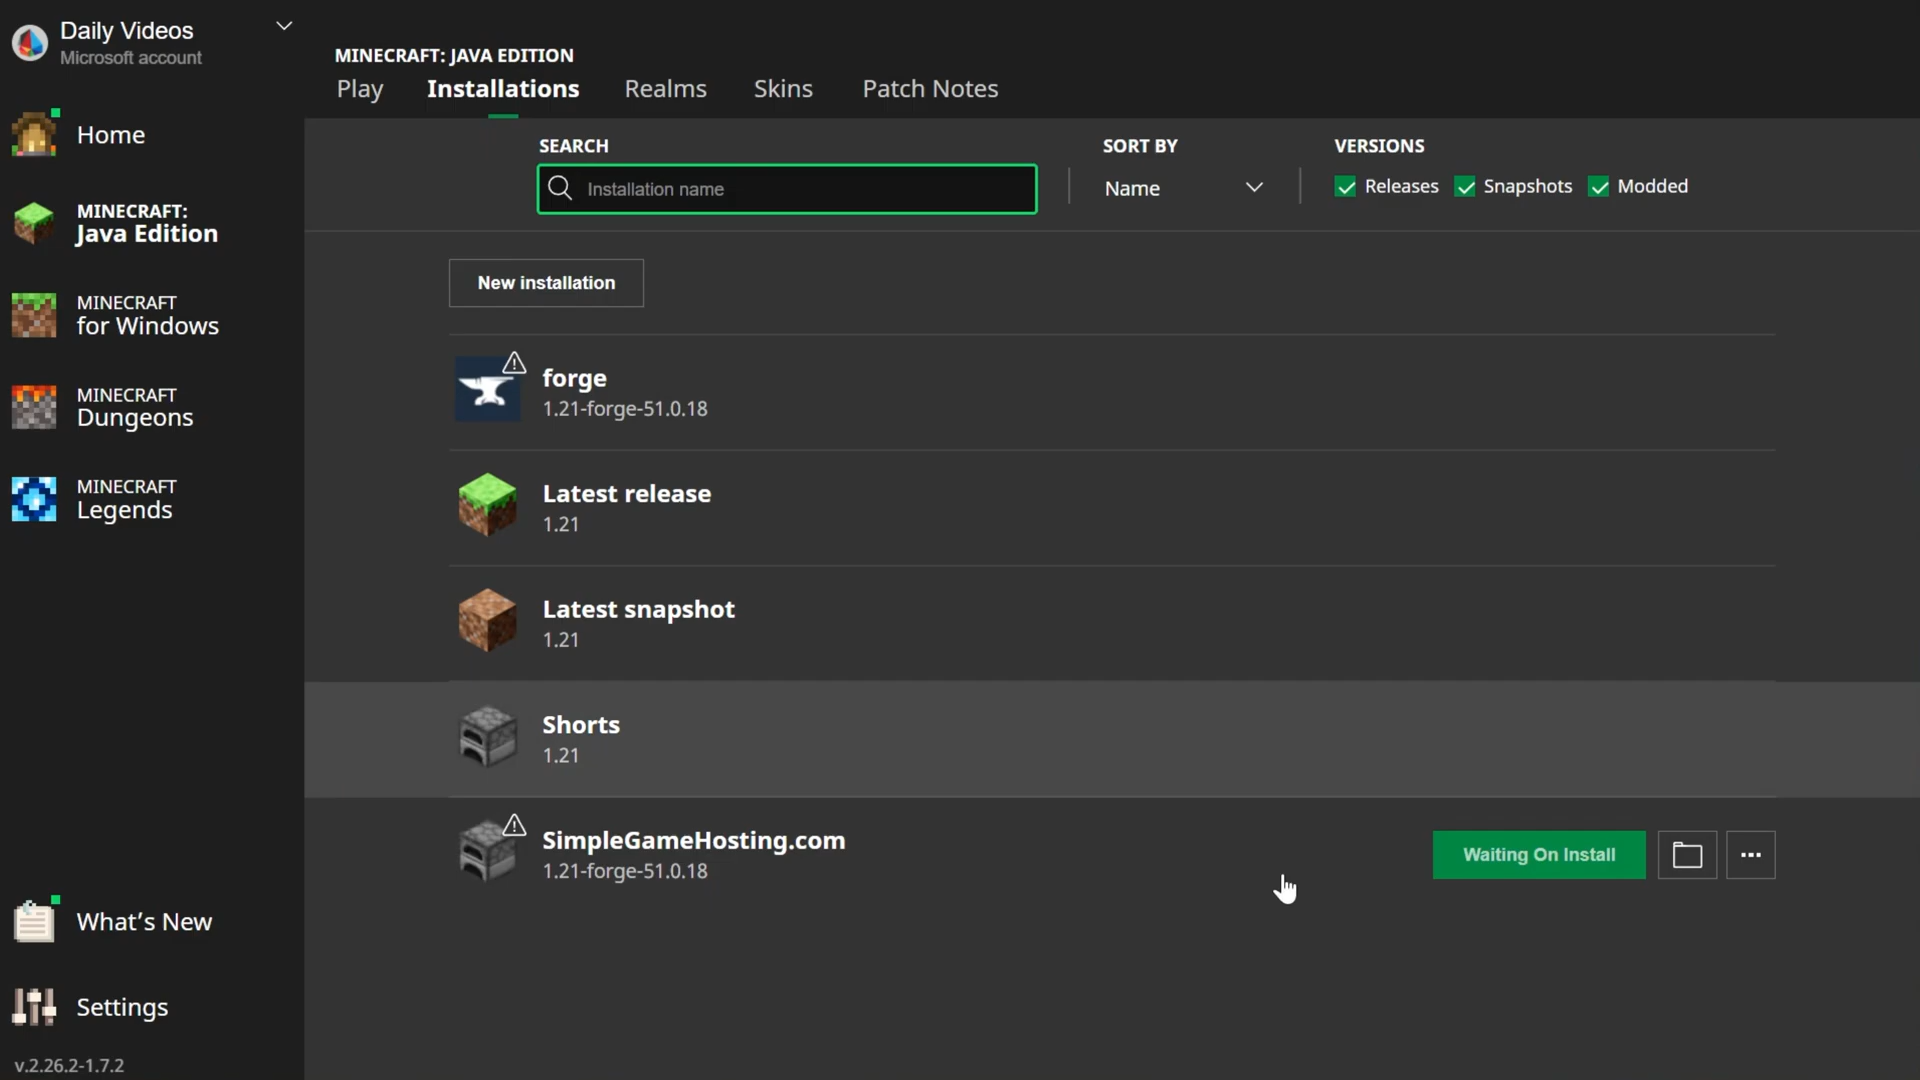 Daily Videos
Microsoft account
Home
MINECRAFT:
Java Edition
MINECRAFT
for Windows
MINECRAFT
Dungeons
MINECRAFT
Legends
What's New
Settings
v.2.26.2-1.7.2
MINECRAFT: JAVA EDITION
Play Installations Realms Skins Patch Notes
SEARCH SORT BY VERSIONS
Installation name Name Releases Snapshots Modded
New installation
forge
1.21-forge-51.0.18
Latest release
1.21
Latest snapshot
1.21
Shorts
1.21
SimpleGameHosting.com
1.21-forge-51.0.18
Waiting On Install